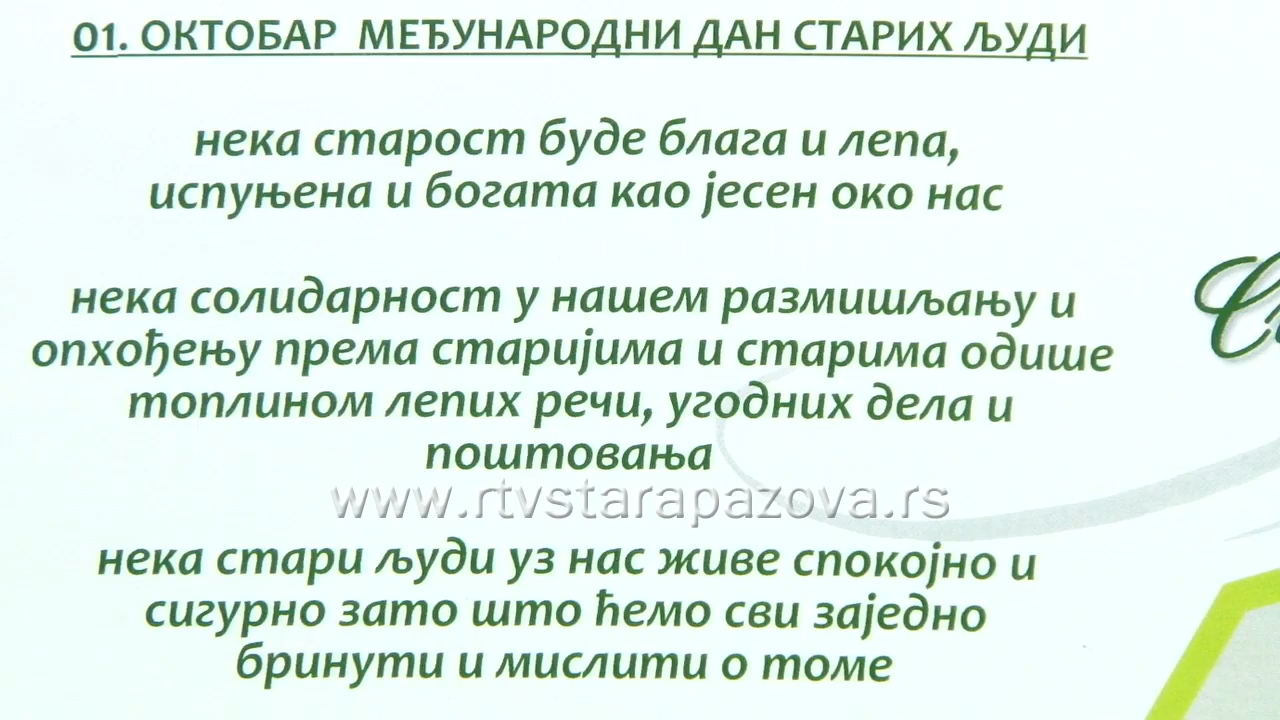 01. ОКТОБАР МЕЂУНАРОДНИ ДАН СТАРИХ ЉУДИ
нека старост буде блага и лепа,
испуњена и богата као јесен око нас
нека солидарност у нашем размишљању и
опхођењу према старијима и старима одише
топлином лепих речи, угодних дела и
поштовања
www.rtvstarapazova.rs
нека стари људи уз нас живе спокојно и
сигурно зато што ћемо сви заједно
бринути и мислити о томе